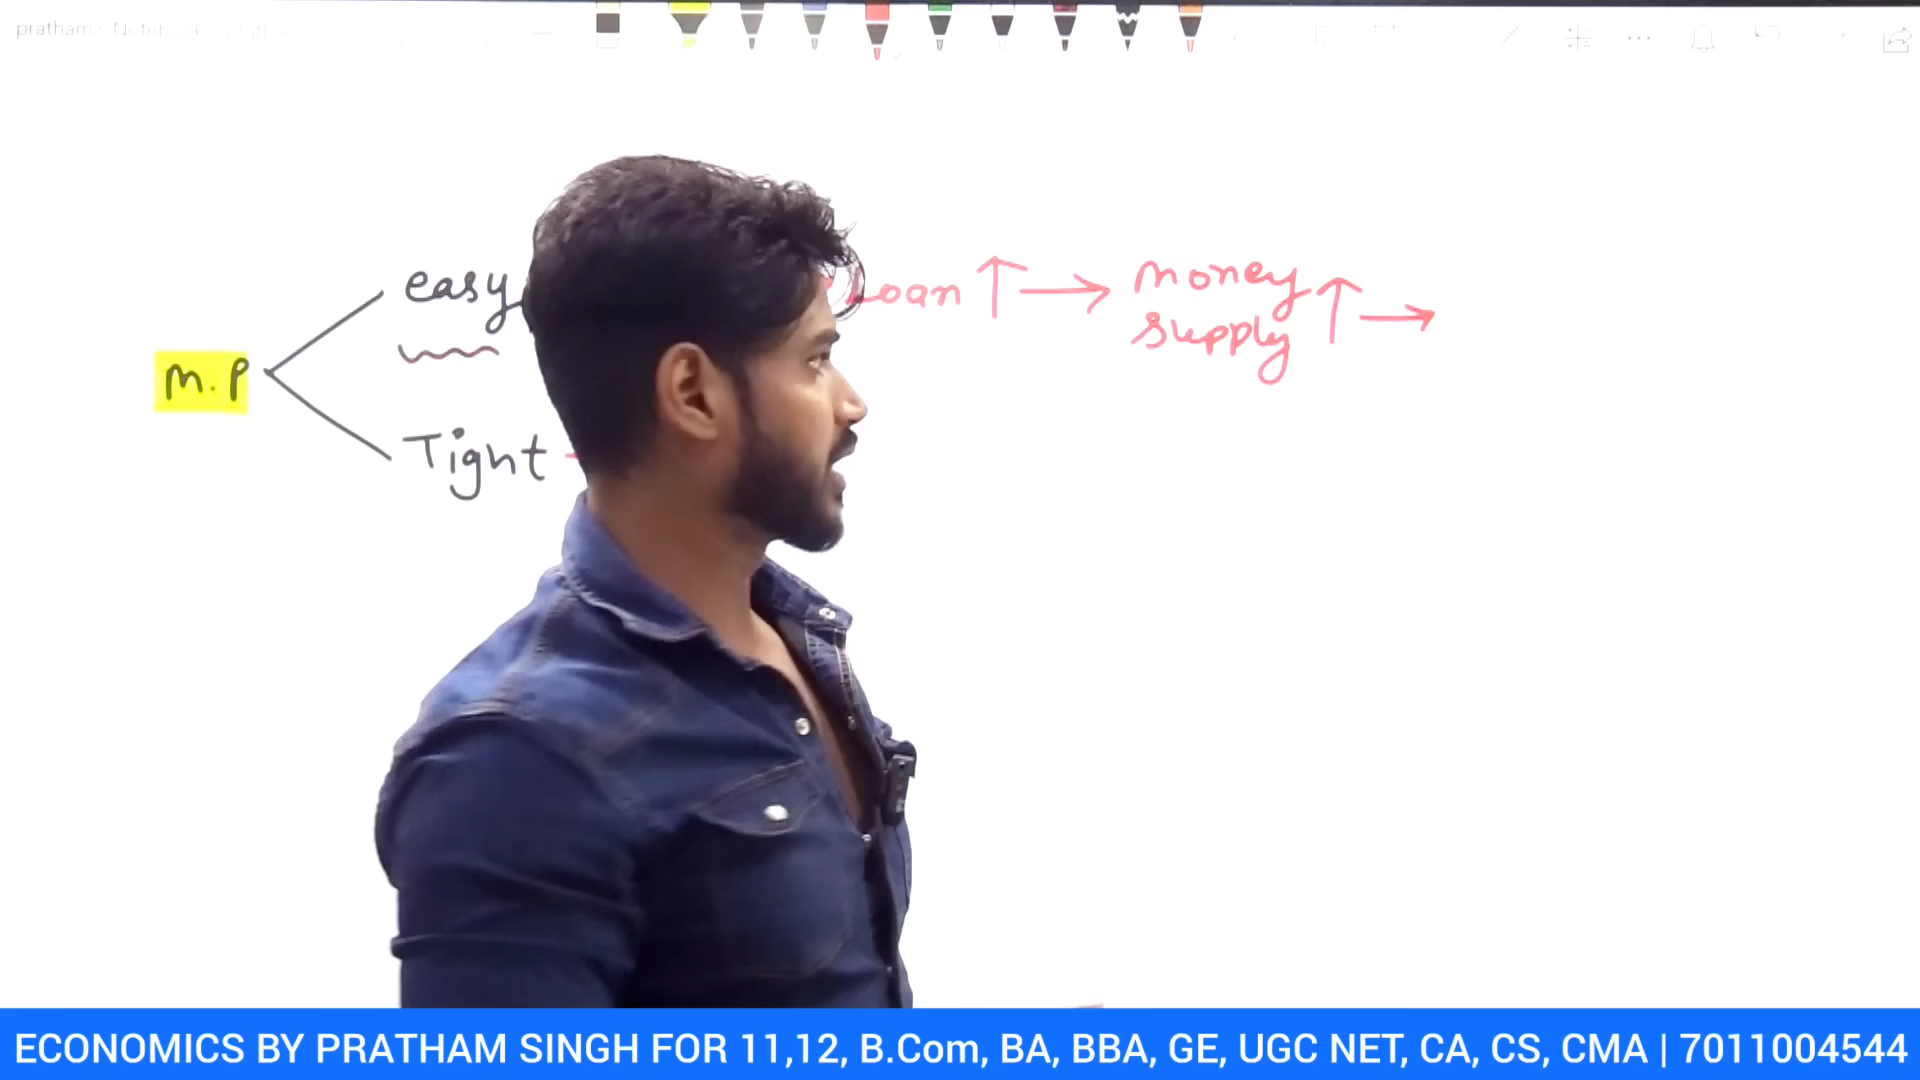 easy Loan ↑ → money supply ↑ →
M.P
Tight
ECONOMICS BY PRATHAM SINGH FOR 11,12, B.Com, BA, BBA, GE, UGC NET, CA, CS, CMA | 7011004544